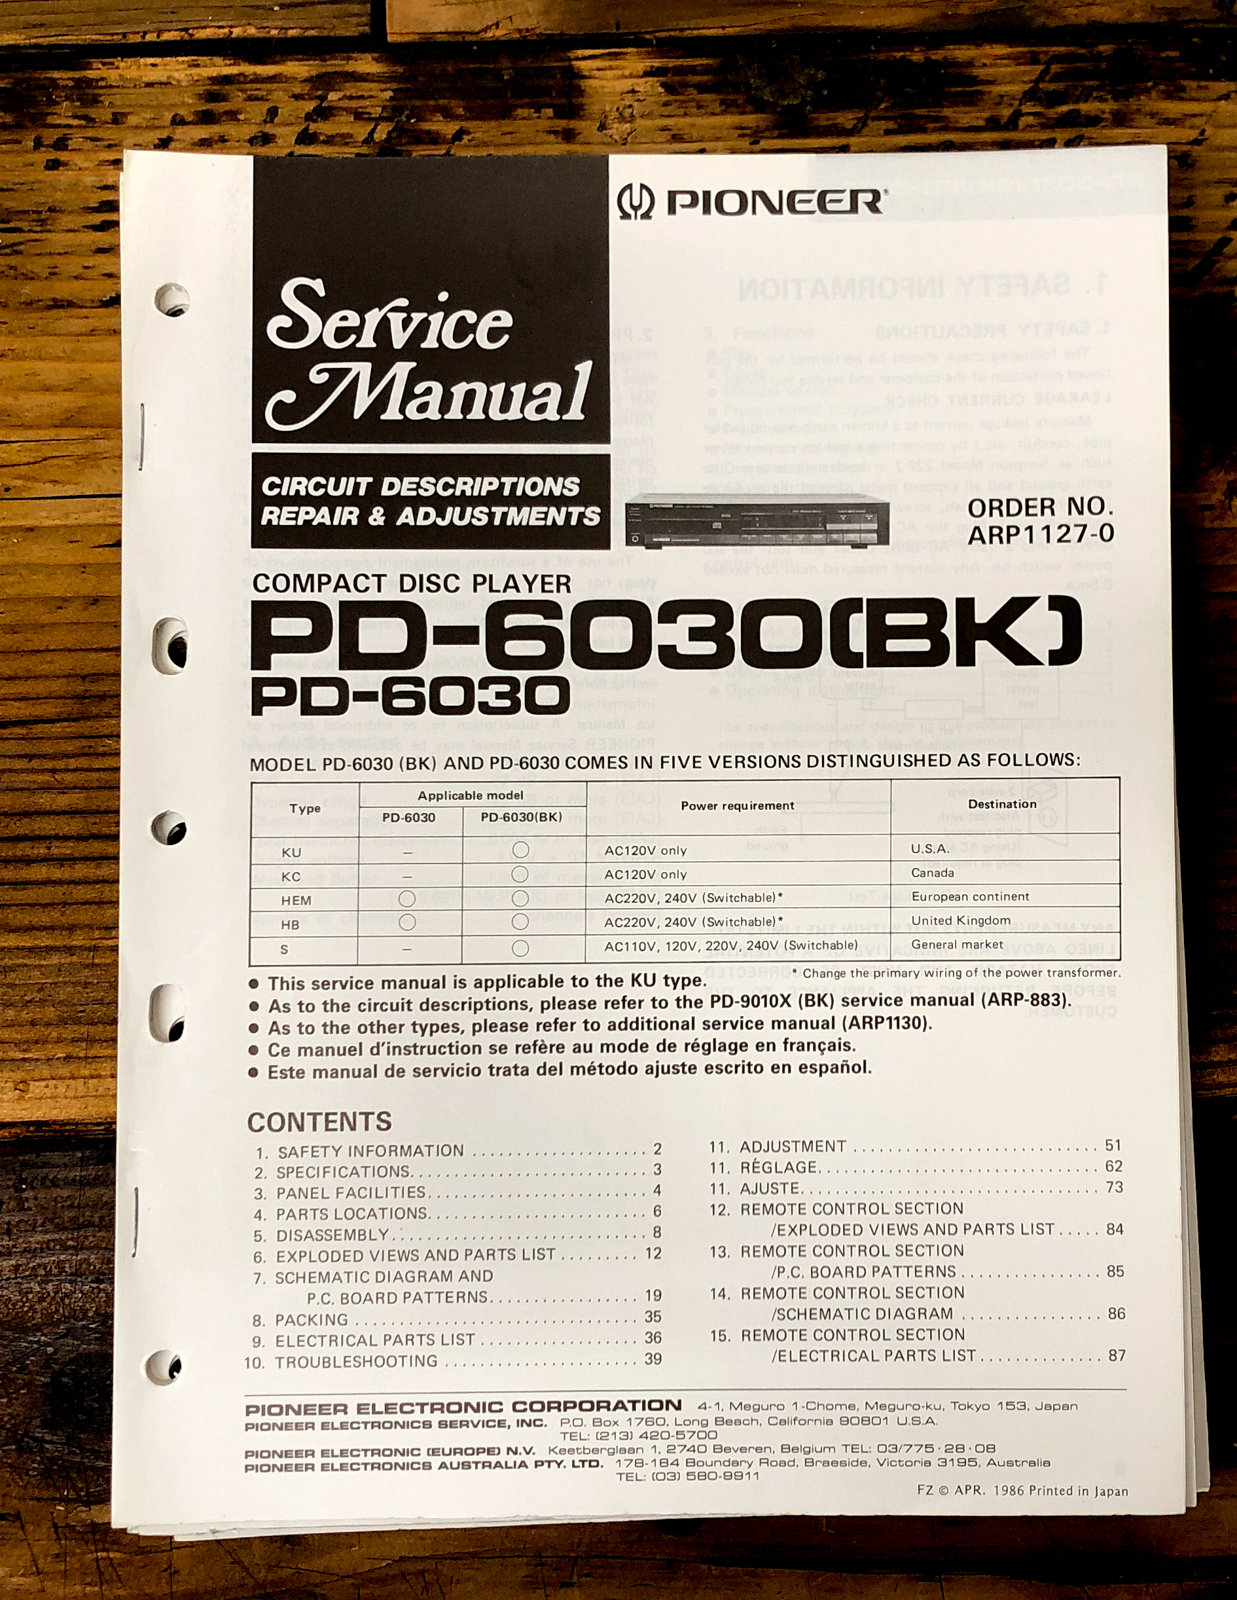 PIONEER®
Service
Manual
CIRCUIT DESCRIPTIONS
REPAIR & ADJUSTMENTS
ORDER NO.
ARP1127-0
COMPACT DISC PLAYER
PD-6030(BK)
PD-6030
MODEL PD-6030 (BK) AND PD-6030 COMES IN FIVE VERSIONS DISTINGUISHED AS FOLLOWS:
Type Applicable model Power requirement Destination
PD-6030 PD-6030(BK)
KU – ○ AC120V only U.S.A.
KC – ○ AC120V only Canada
HEM ○ ○ AC220V, 240V (Switchable)* European continent
HB ○ ○ AC220V, 240V (Switchable)* United Kingdom
S – ○ AC110V, 120V, 220V, 240V (Switchable) General market
* Change the primary wiring of the power transformer.
● This service manual is applicable to the KU type.
● As to the circuit descriptions, please refer to the PD-9010X (BK) service manual (ARP-883).
● As to the other types, please refer to additional service manual (ARP1130).
● Ce manuel d'instruction se refère au mode de réglage en français.
● Este manual de servicio trata del método ajuste escrito en español.
CONTENTS
1. SAFETY INFORMATION .................... 2
2. SPECIFICATIONS.......................... 3
3. PANEL FACILITIES........................ 4
4. PARTS LOCATIONS........................ 6
5. DISASSEMBLY............................ 8
6. EXPLODED VIEWS AND PARTS LIST ......... 12
7. SCHEMATIC DIAGRAM AND
P.C. BOARD PATTERNS................. 19
8. PACKING ............................... 35
9. ELECTRICAL PARTS LIST .................. 36
10. TROUBLESHOOTING ...................... 39
11. ADJUSTMENT ............................ 51
11. RÉGLAGE................................ 62
11. AJUSTE.................................. 73
12. REMOTE CONTROL SECTION
/EXPLODED VIEWS AND PARTS LIST..... 84
13. REMOTE CONTROL SECTION
/P.C. BOARD PATTERNS ................ 85
14. REMOTE CONTROL SECTION
/SCHEMATIC DIAGRAM ................ 86
15. REMOTE CONTROL SECTION
/ELECTRICAL PARTS LIST.............. 87
PIONEER ELECTRONIC CORPORATION 4-1, Meguro 1-Chome, Meguro-ku, Tokyo 153, Japan
PIONEER ELECTRONICS SERVICE, INC. P.O. Box 1760, Long Beach, California 90801 U.S.A.
TEL: (213) 420-5700
PIONEER ELECTRONIC (EUROPE) N.V. Keetberglaan 1, 2740 Beveren, Belgium TEL: 03/775·28·08
PIONEER ELECTRONICS AUSTRALIA PTY. LTD. 178-184 Boundary Road, Braeside, Victoria 3195, Australia
TEL: (03) 580-9911
FZ © APR. 1986 Printed in Japan